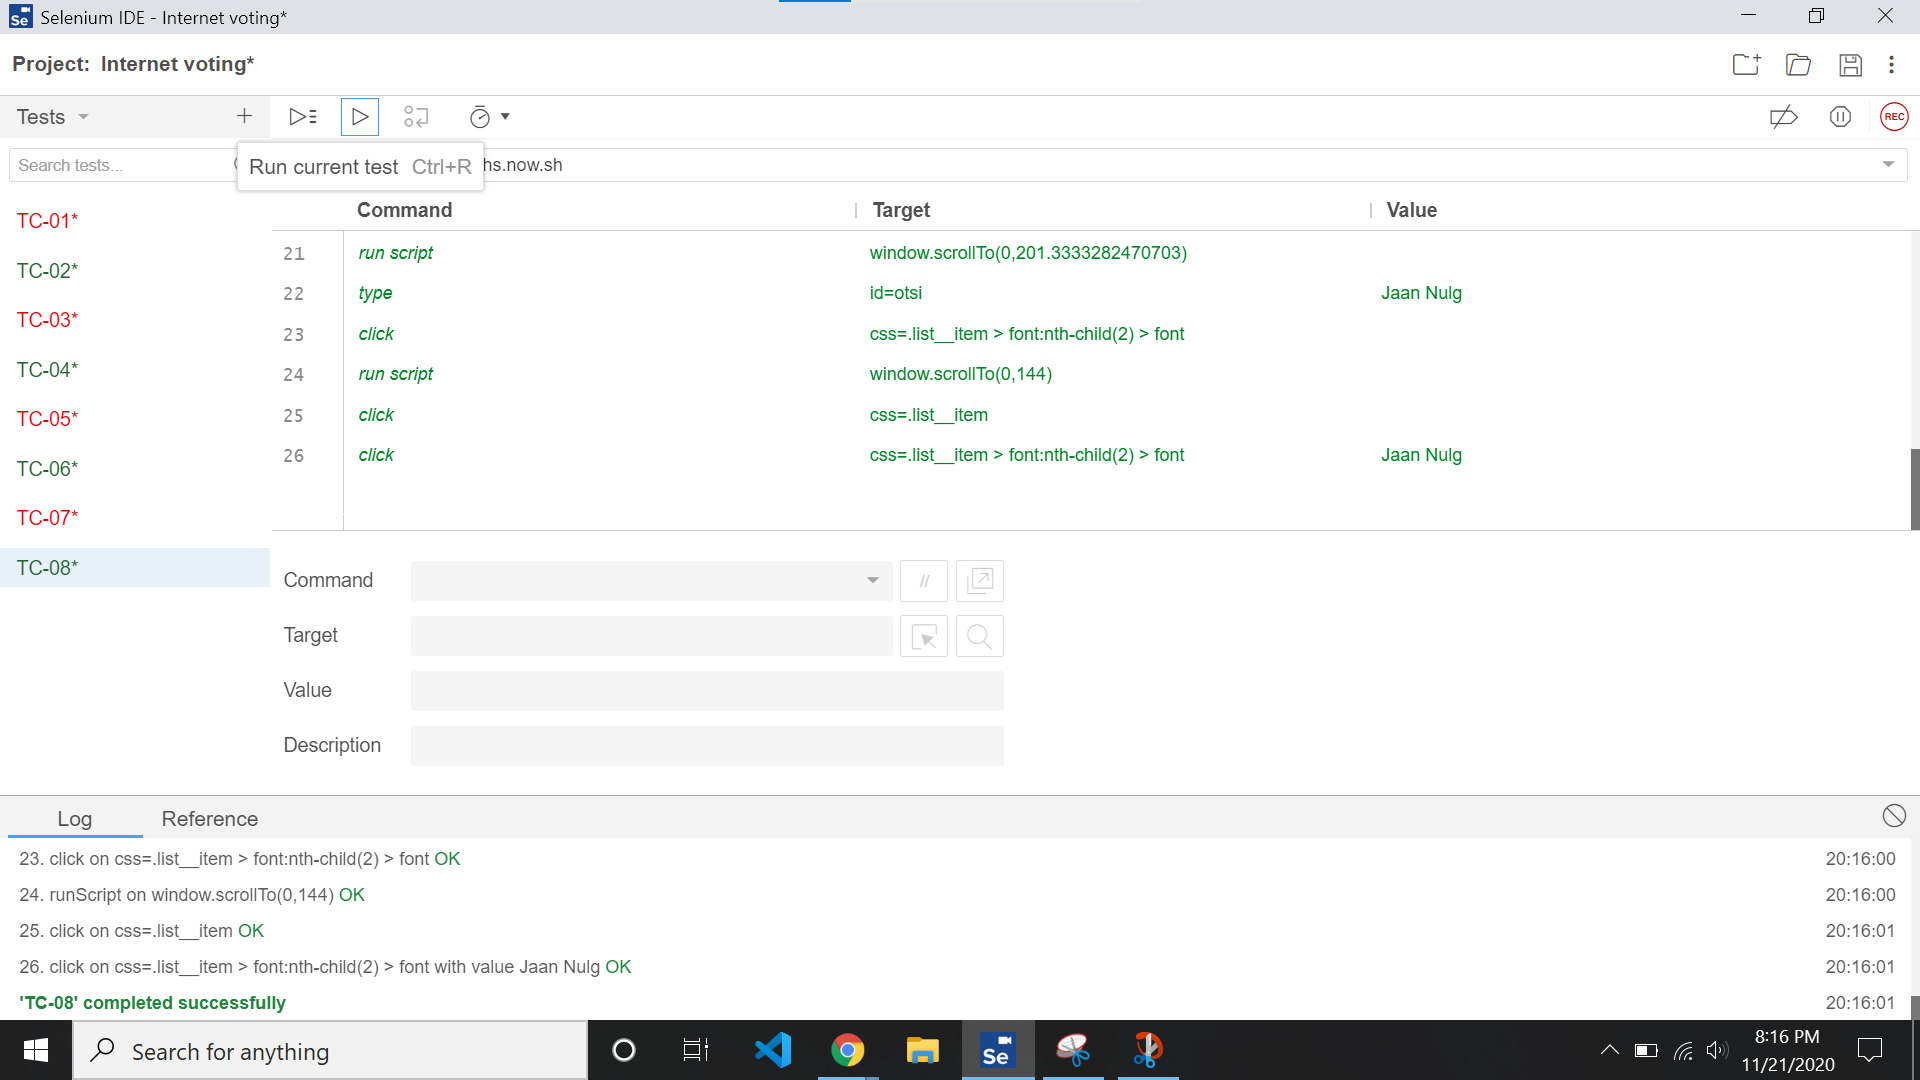 Se Selenium IDE - Internet voting*
Project: Internet voting*
Tests
REC
Search tests...
hs.now.sh
Run current test Ctrl+R
Command Target Value
TC-01*
TC-02*
TC-03*
TC-04*
TC-05*
TC-06*
TC-07*
TC-08*
21 run script window.scrollTo(0,201.3333282470703)
22 type id=otsi Jaan Nulg
23 click css=.list__item > font:nth-child(2) > font
24 run script window.scrollTo(0,144)
25 click css=.list__item
26 click css=.list__item > font:nth-child(2) > font Jaan Nulg
Command //
Target
Value
Description
Log Reference
23. click on css=.list__item > font:nth-child(2) > font OK 20:16:00
24. runScript on window.scrollTo(0,144) OK 20:16:00
25. click on css=.list__item OK 20:16:01
26. click on css=.list__item > font:nth-child(2) > font with value Jaan Nulg OK 20:16:01
'TC-08' completed successfully 20:16:01
Search for anything
Se
8:16 PM
11/21/2020